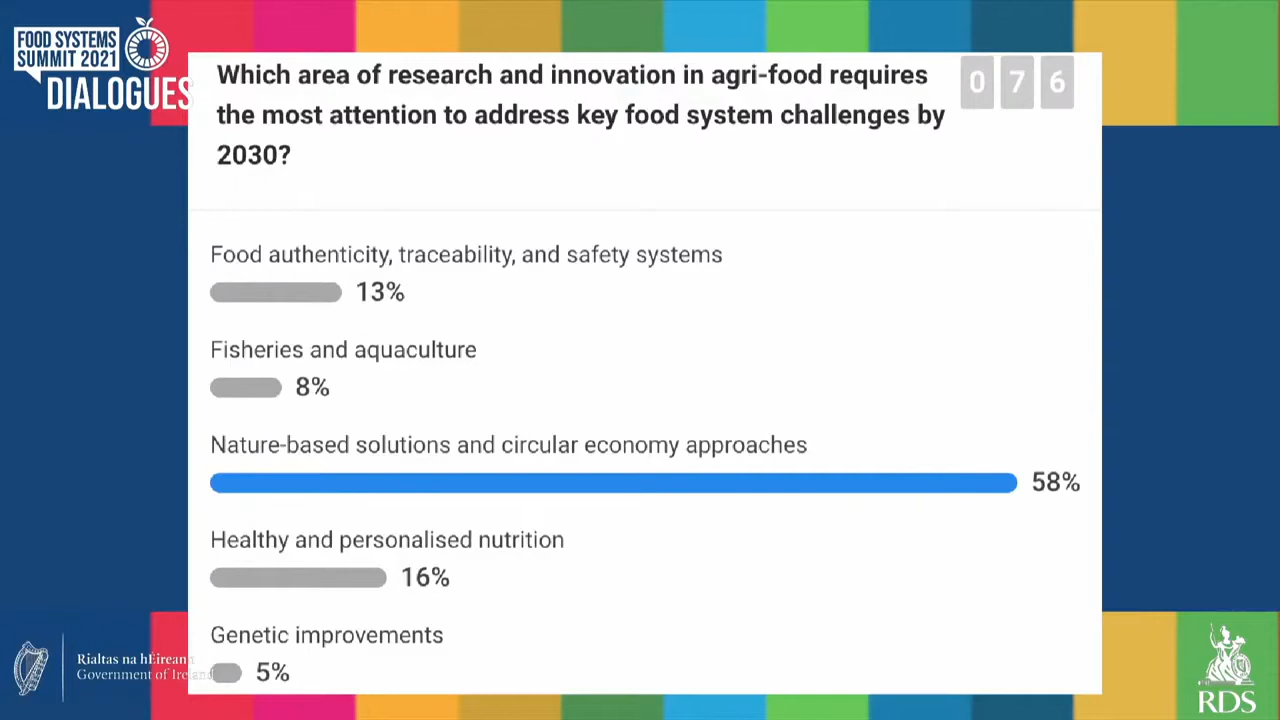 FOOD SYSTEMS
SUMMIT 2021
DIALOGUES
Which area of research and innovation in agri-food requires
the most attention to address key food system challenges by
2030?
0 7 6
Food authenticity, traceability, and safety systems
13%
Fisheries and aquaculture
8%
Nature-based solutions and circular economy approaches
58%
Healthy and personalised nutrition
16%
Genetic improvements
5%
Rialtas na hÉireann
Government of Ireland
RDS